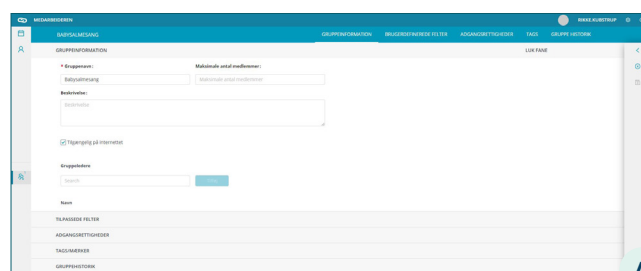 MEDARBEJDEREN RIKKE.KUBSTRUP
BABYSALMESANG GRUPPEINFORMATION BRUGERDEFINEREDE FELTER ADGANGSRETTIGHEDER TAGS GRUPPE HISTORIK
GRUPPEINFORMATION LUK FANE
* Gruppenavn: Maksimale antal medlemmer:
Babysalmesang Maksimale antal medlemmer
Beskrivelse:
Beskrivelse
Tilgængelig på internettet
Gruppeledere
Search
Navn
TILPASSEDE FELTER
ADGANGSRETTIGHEDER
TAGS/MÆRKER
GRUPPEHISTORIK